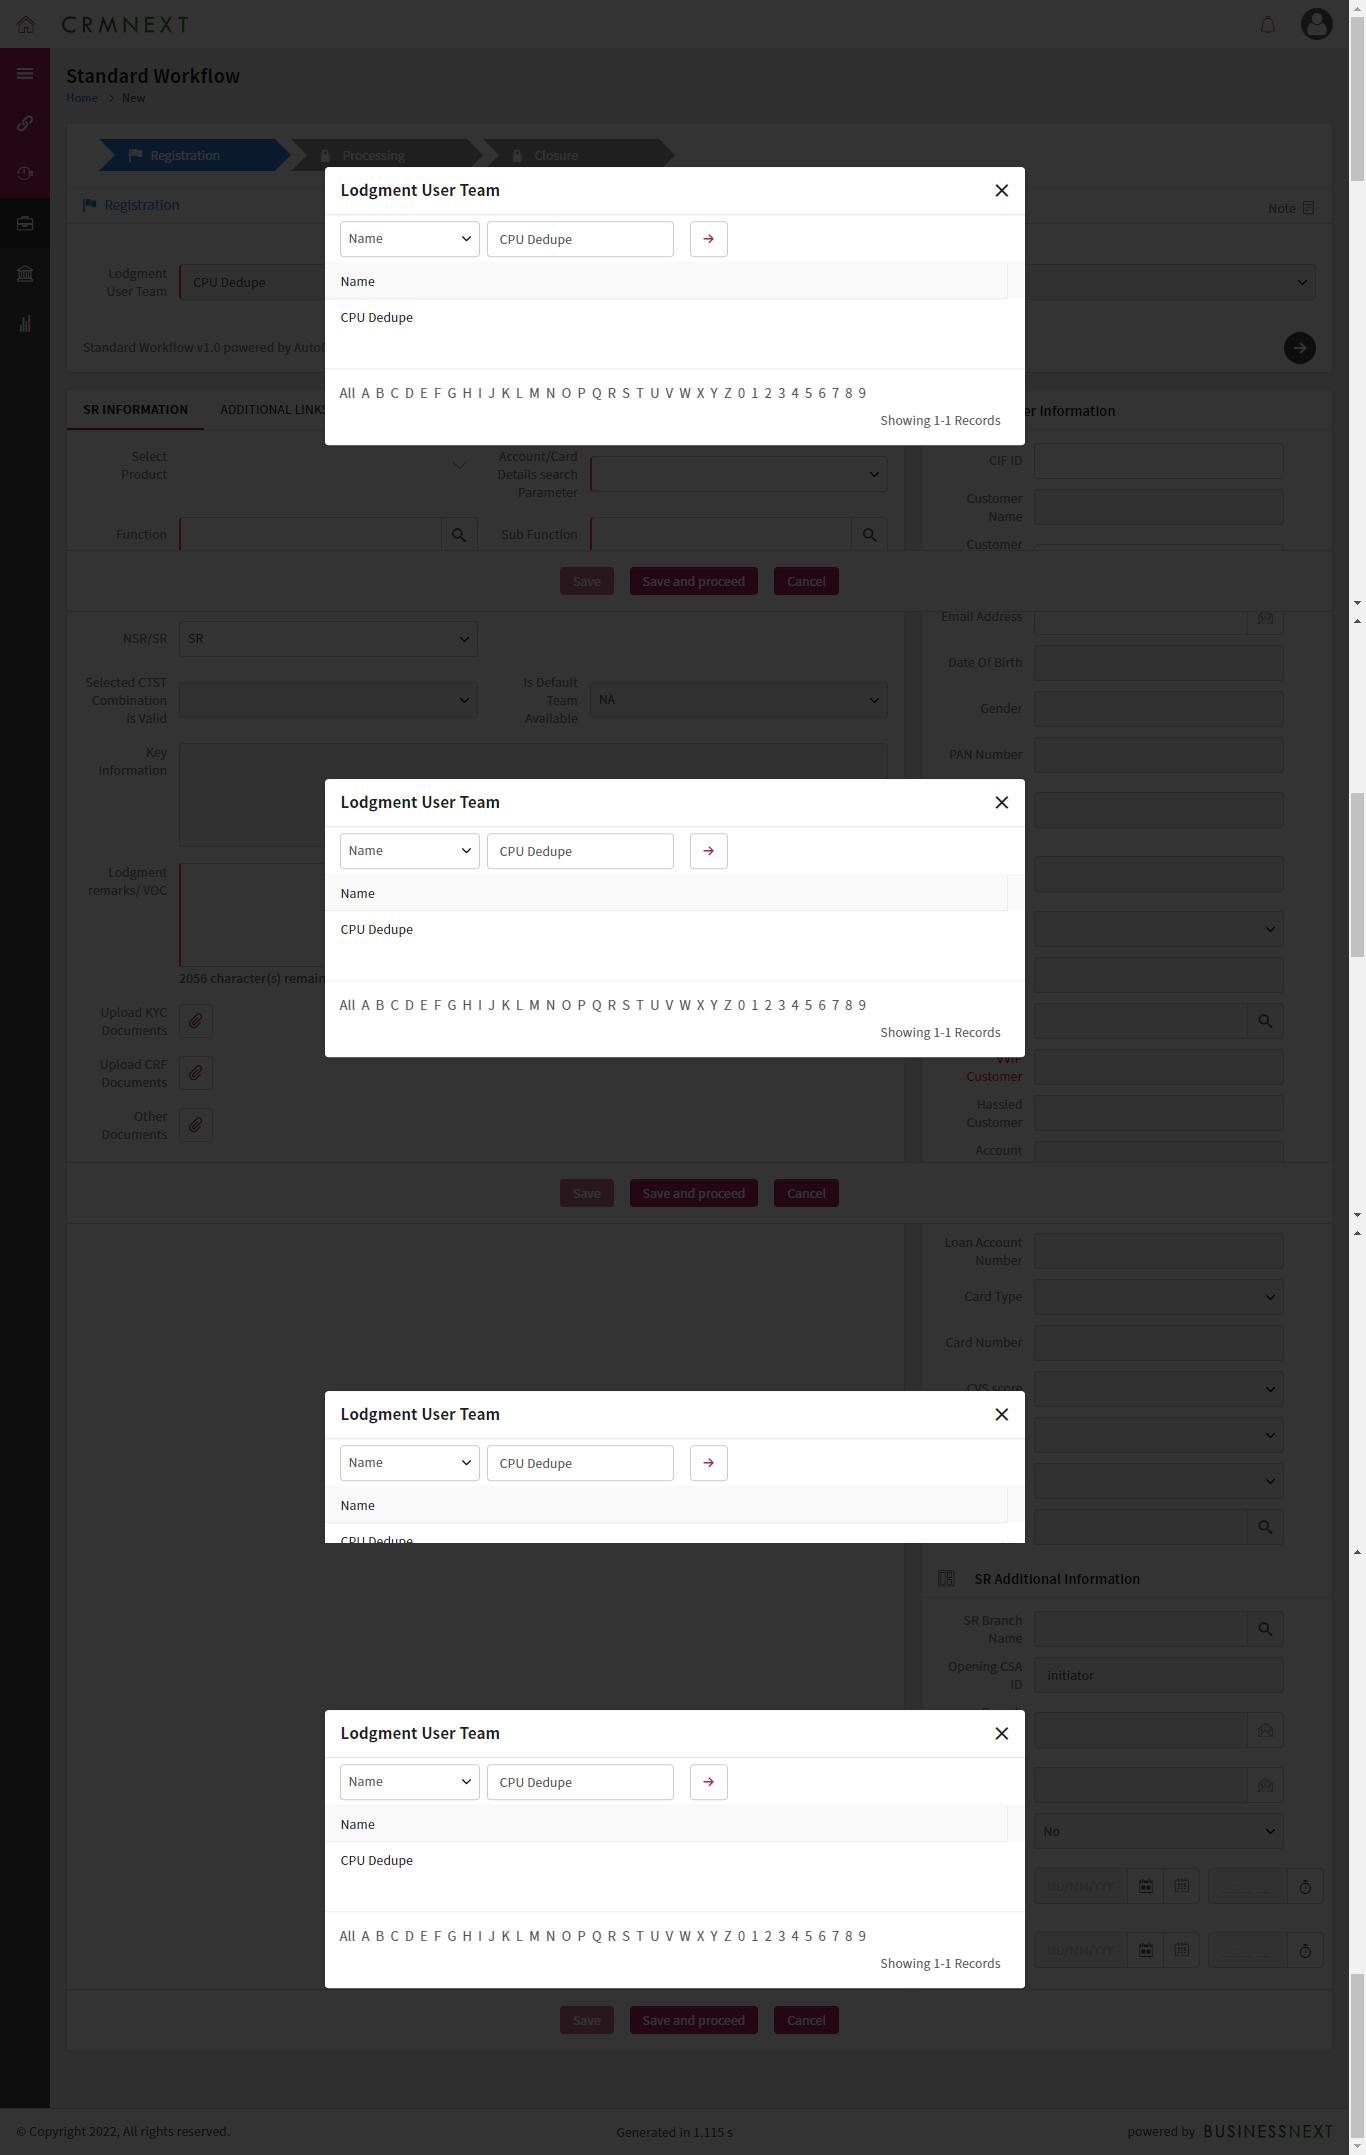 CRMNEXT
Standard Workflow
Home > New
Registration
Processing
Closure
Registration
Note
Lodgment User Team
Name
CPU Dedupe
Name
CPU Dedupe
All A B C D E F G H I J K L M N O P Q R S T U V W X Y Z 0 1 2 3 4 5 6 7 8 9
Showing 1-1 Records
Lodgment
User Team
CPU Dedupe
Standard Workflow v1.0 powered by Auto
SR INFORMATION
ADDITIONAL LINKS
er Information
Select
Product
Account/Card
Details search
Parameter
CIF ID
Customer
Name
Function
Sub Function
Customer
Save
Save and proceed
Cancel
Email Address
NSR/SR
SR
Date Of Birth
Selected CTST
Combination
is Valid
Is Default
Team
Available
NA
Gender
Key
Information
PAN Number
Lodgment User Team
Name
CPU Dedupe
Name
CPU Dedupe
All A B C D E F G H I J K L M N O P Q R S T U V W X Y Z 0 1 2 3 4 5 6 7 8 9
Showing 1-1 Records
Lodgment
remarks/ VOC
2056 character(s) remain
Upload KYC
Documents
Upload CRF
Documents
VVIP
Customer
Other
Documents
Hassled
Customer
Account
Save
Save and proceed
Cancel
Loan Account
Number
Card Type
Card Number
CVS score
Lodgment User Team
Name
CPU Dedupe
Name
CPU Dedupe
SR Additional Information
SR Branch
Name
Opening CSA
ID
initiator
Lodgment User Team
Name
CPU Dedupe
Name
CPU Dedupe
All A B C D E F G H I J K L M N O P Q R S T U V W X Y Z 0 1 2 3 4 5 6 7 8 9
Showing 1-1 Records
No
DD/MM/YYY
DD/MM/YYY
Save
Save and proceed
Cancel
© Copyright 2022, All rights reserved.
Generated in 1.115 s
powered by BUSINESSNEXT